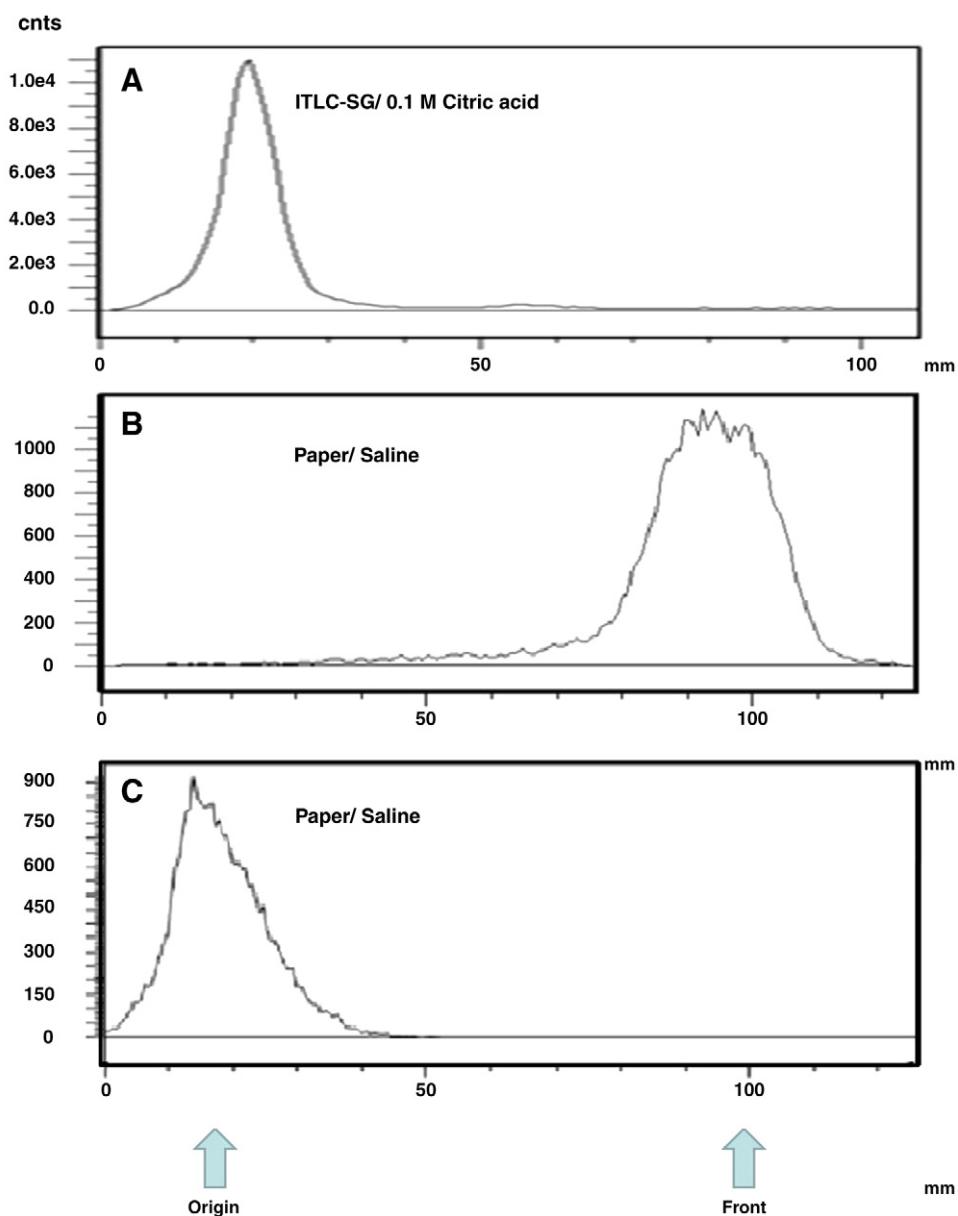 cnts
A
ITLC-SG/ 0.1 M Citric acid
1.0e4
8.0e3
6.0e3
4.0e3
2.0e3
0.0
0 50 100 mm
B
Paper/ Saline
1000
800
600
400
200
0
0 50 100
mm
C
Paper/ Saline
900
750
600
450
300
150
0
0 50 100
mm
Origin Front